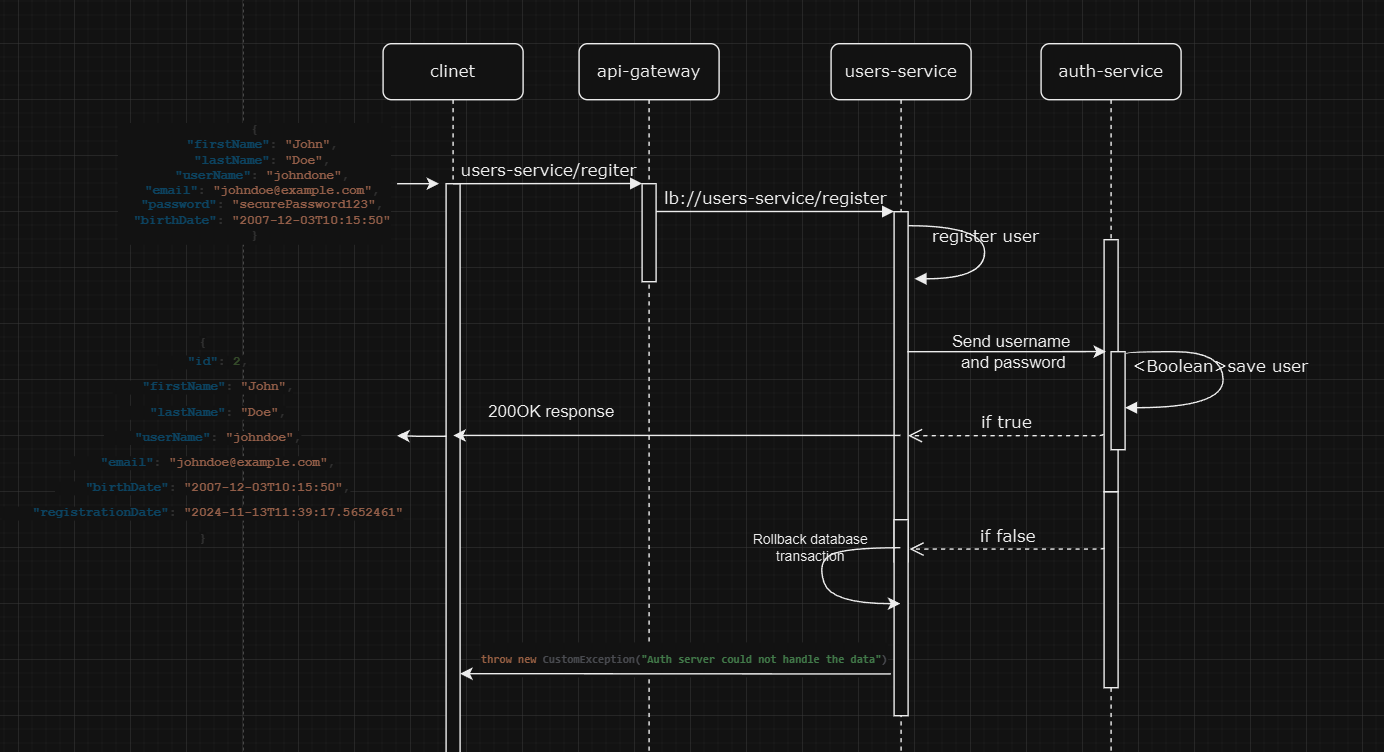 clinet
api-gateway
users-service
auth-service
{
"firstName": "John",
"lastName": "Doe",
"userName": "johndone",
"email": "johndoe@example.com",
"password": "securePassword123",
"birthDate": "2007-12-03T10:15:50"
}
users-service/regiter
lb://users-service/register
register user
Send username
and password
<Boolean>save user
{
"id": 2,
"firstName": "John",
"lastName": "Doe",
"userName": "johndoe",
"email": "johndoe@example.com",
"birthDate": "2007-12-03T10:15:50",
"registrationDate": "2024-11-13T11:39:17.5652461"
}
200OK response
if true
if false
Rollback database
transaction
throw new CustomException("Auth server could not handle the data")